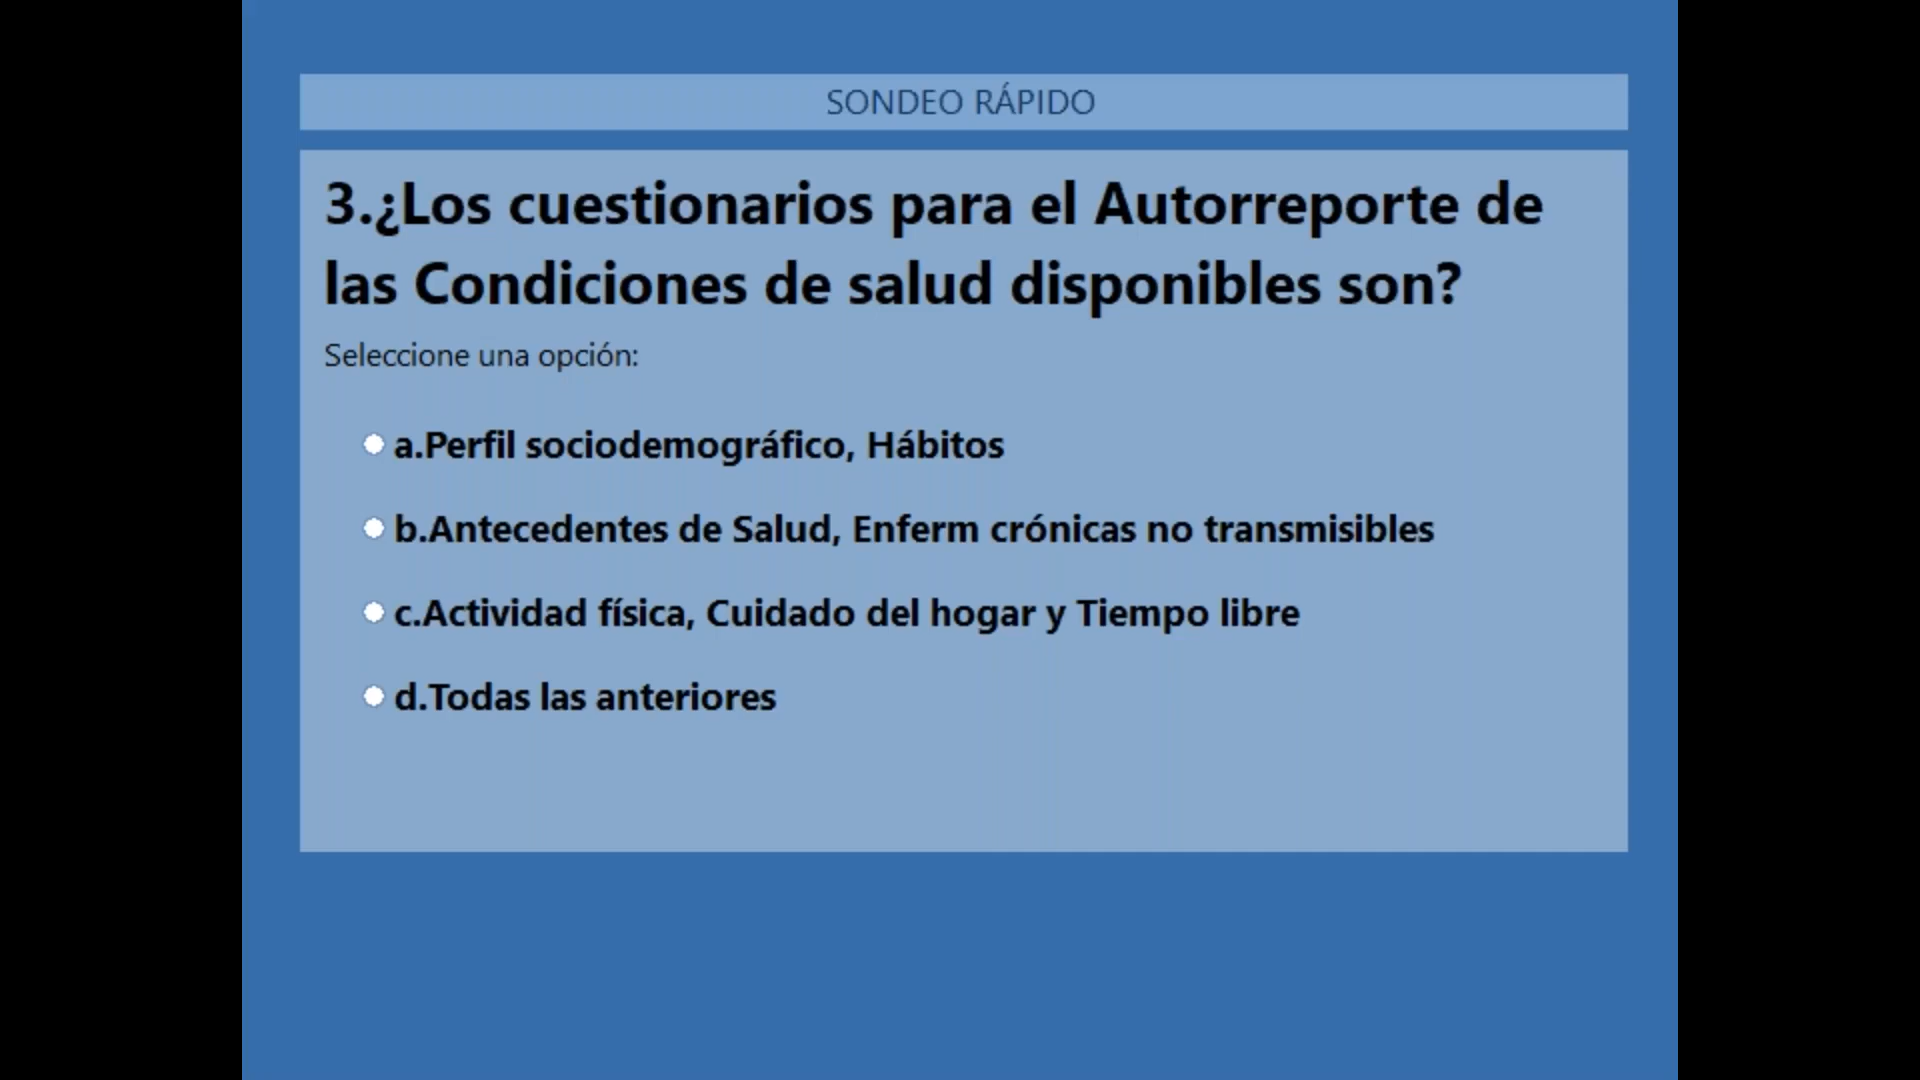 SONDEO RÁPIDO
3.¿Los cuestionarios para el Autorreporte de
las Condiciones de salud disponibles son?
Seleccione una opción:
a.Perfil sociodemográfico, Hábitos
b.Antecedentes de Salud, Enferm crónicas no transmisibles
c.Actividad física, Cuidado del hogar y Tiempo libre
d.Todas las anteriores